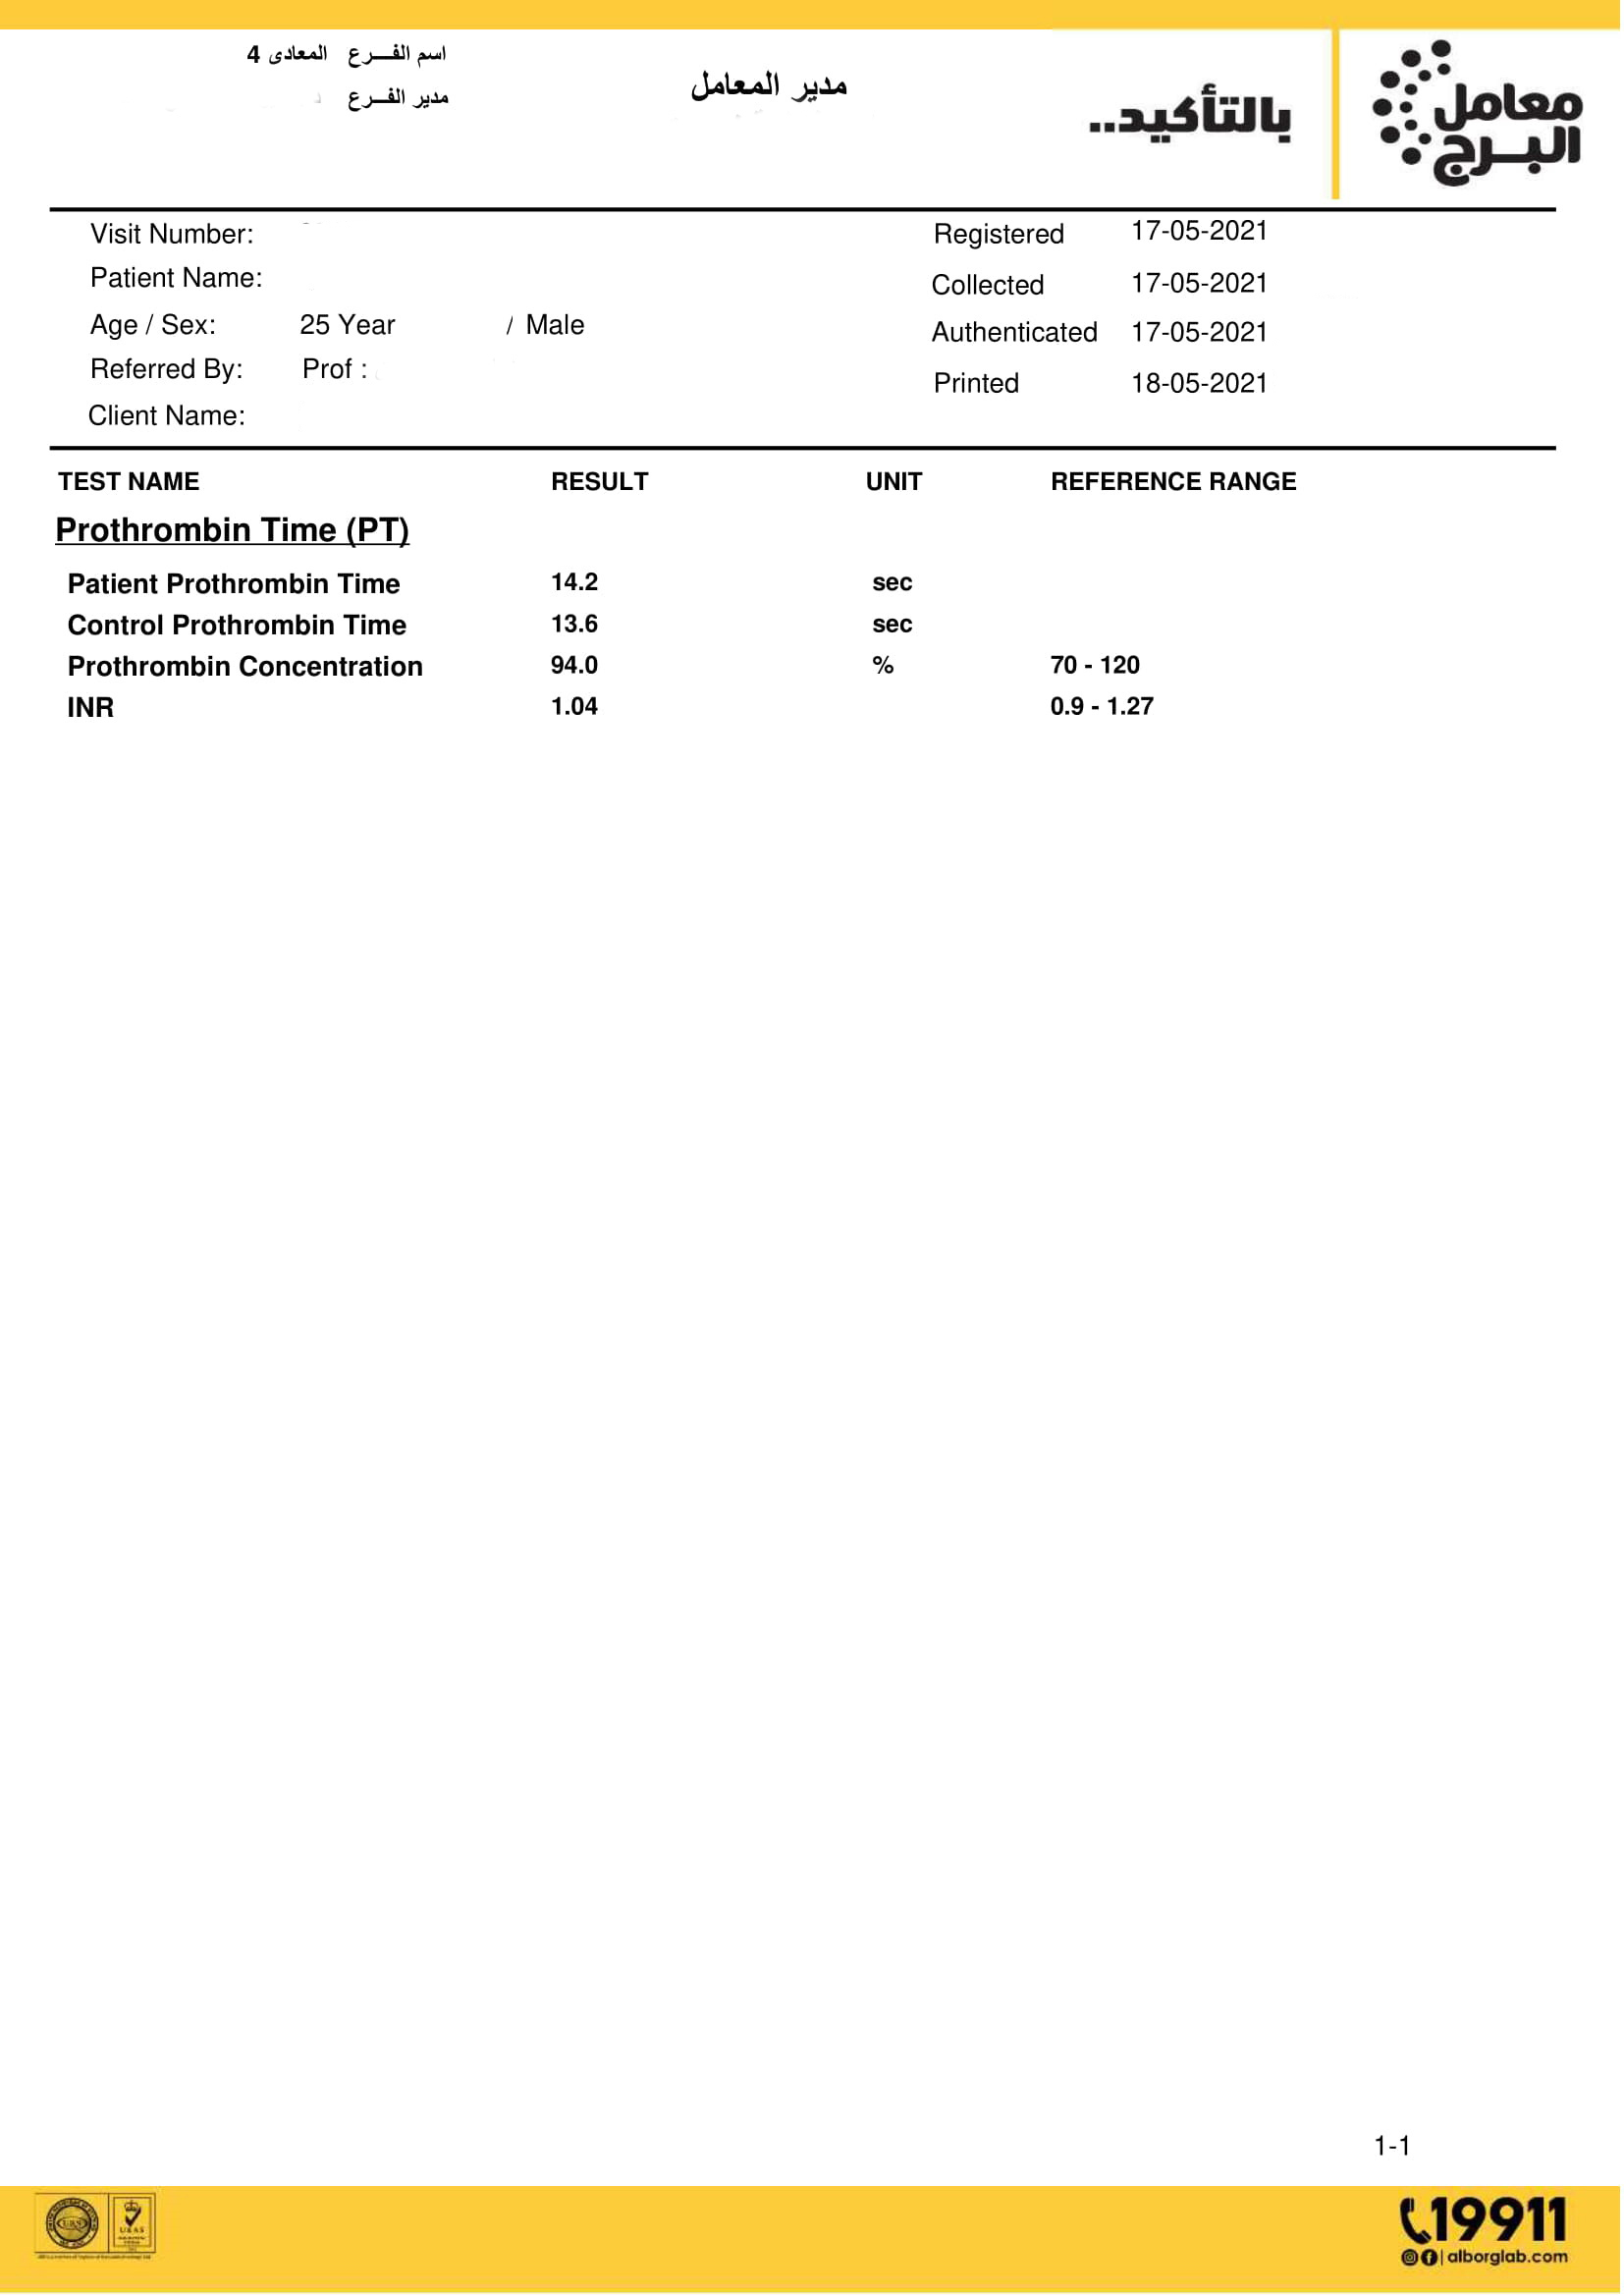 اسم الفـــرع المعادى 4
مدير الفـــرع
مدير المعامل
بالتأكيد..
معامل
البرج
Visit Number:
Patient Name:
Age / Sex: 25 Year / Male
Referred By: Prof :
Client Name:
Registered 17-05-2021
Collected 17-05-2021
Authenticated 17-05-2021
Printed 18-05-2021
TEST NAME RESULT UNIT REFERENCE RANGE
Prothrombin Time (PT)
Patient Prothrombin Time 14.2 sec
Control Prothrombin Time 13.6 sec
Prothrombin Concentration 94.0 % 70 - 120
INR 1.04 0.9 - 1.27
1-1
URS
UKAS
19911
alborglab.com